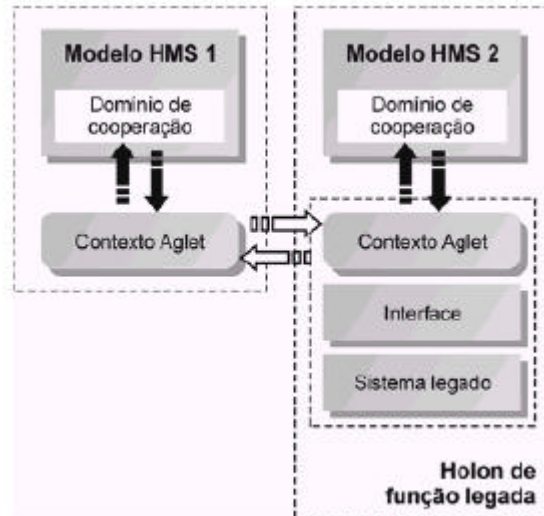 Modelo HMS 1
Domínio de
cooperação
Contexto Aglet
Modelo HMS 2
Domínio de
cooperação
Contexto Aglet
Interface
Sistema legado
Holon de
função legada